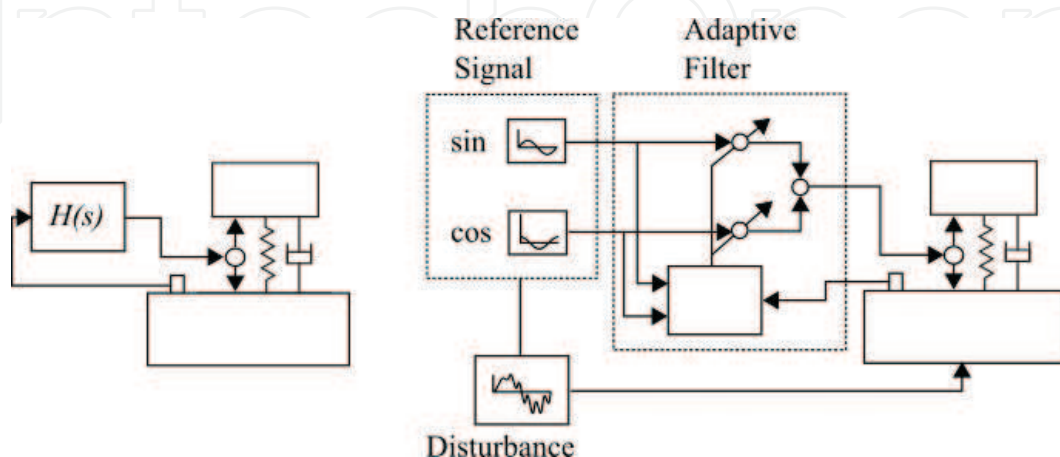 Reference
Signal
Adaptive
Filter
sin
H(s)
cos
Disturbance